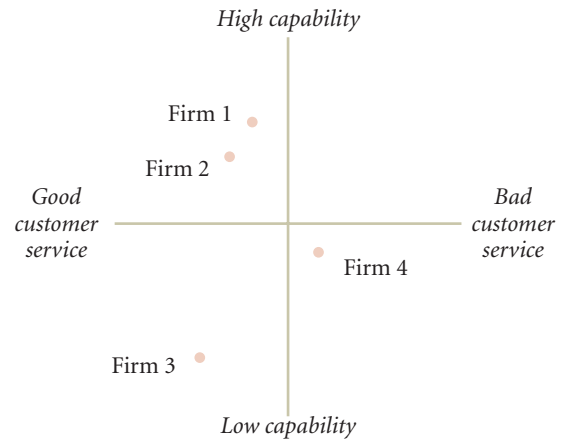 High capability
Firm 1
Firm 2
Good
customer
service
Bad
customer
service
Firm 4
Firm 3
Low capability